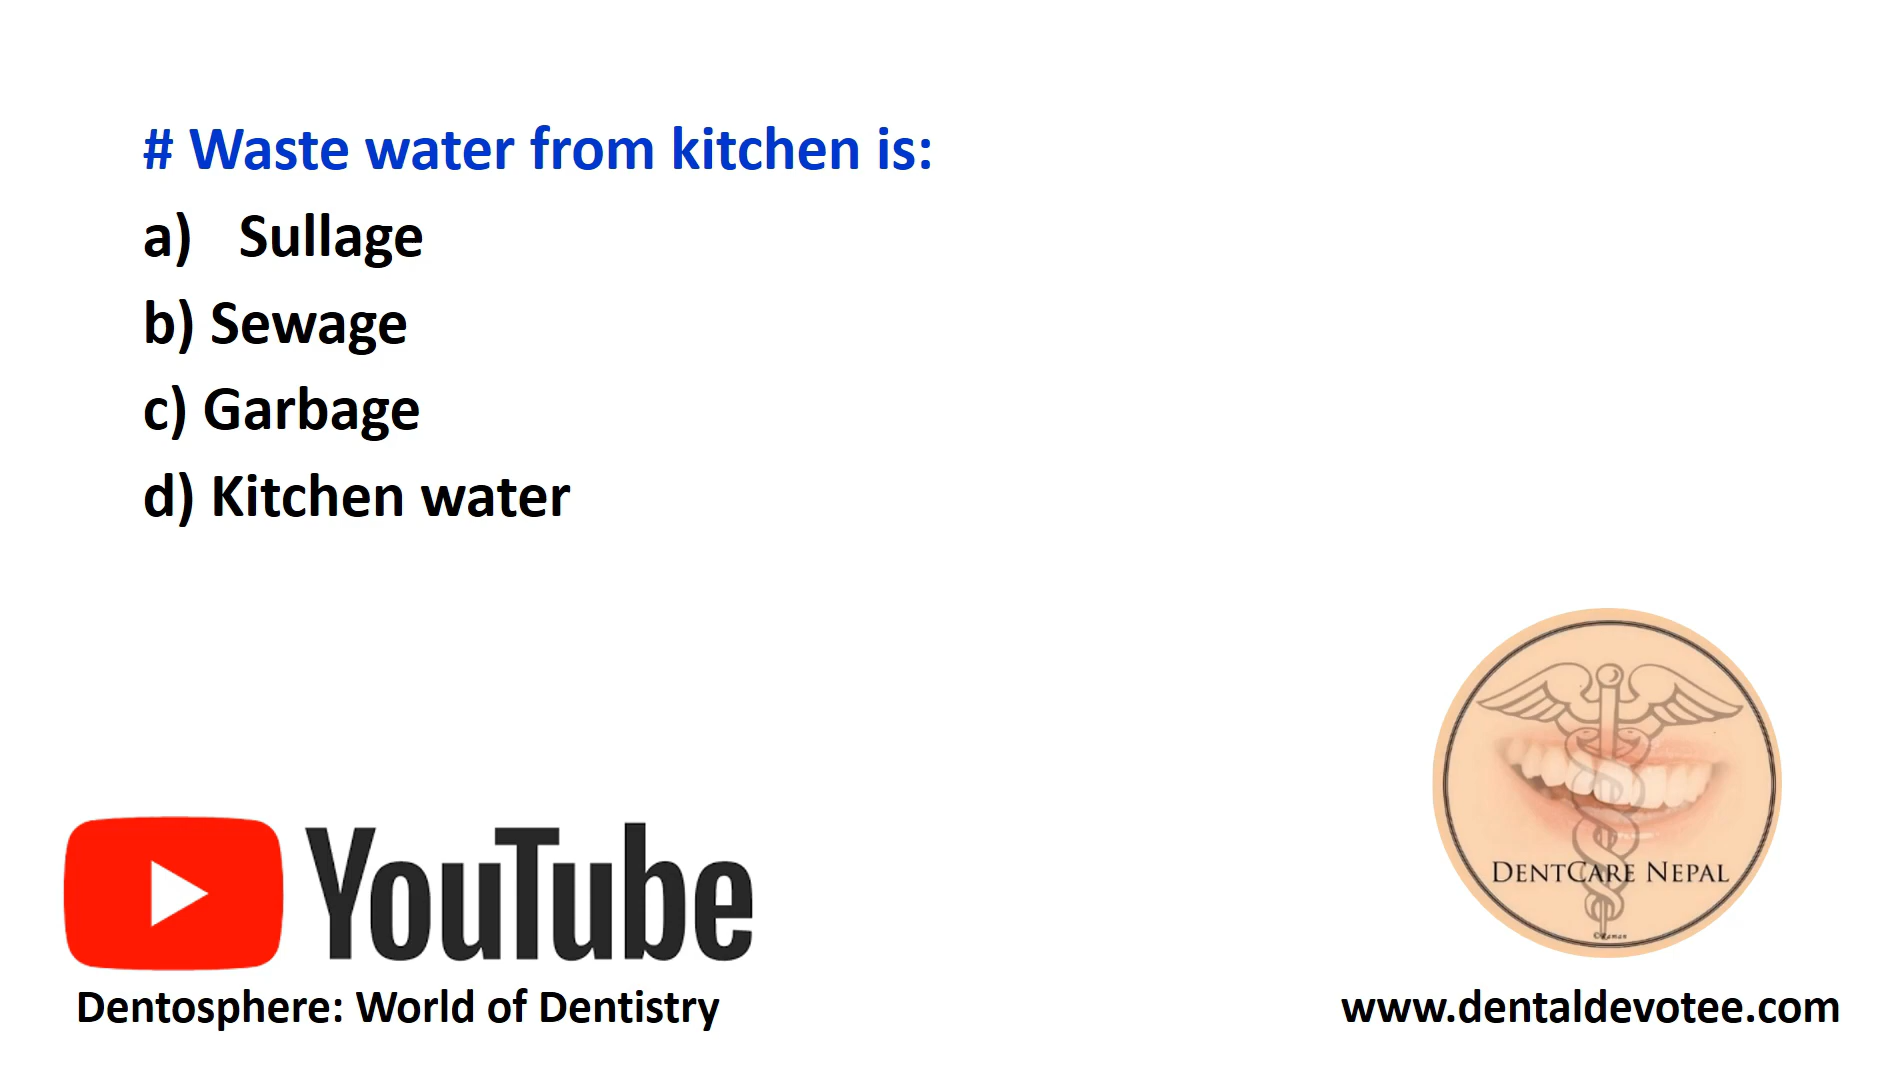 # Waste water from kitchen is:
a) Sullage
b) Sewage
c) Garbage
d) Kitchen water
DENTCARE NEPAL
YouTube
Dentosphere: World of Dentistry
www.dentaldevotee.com